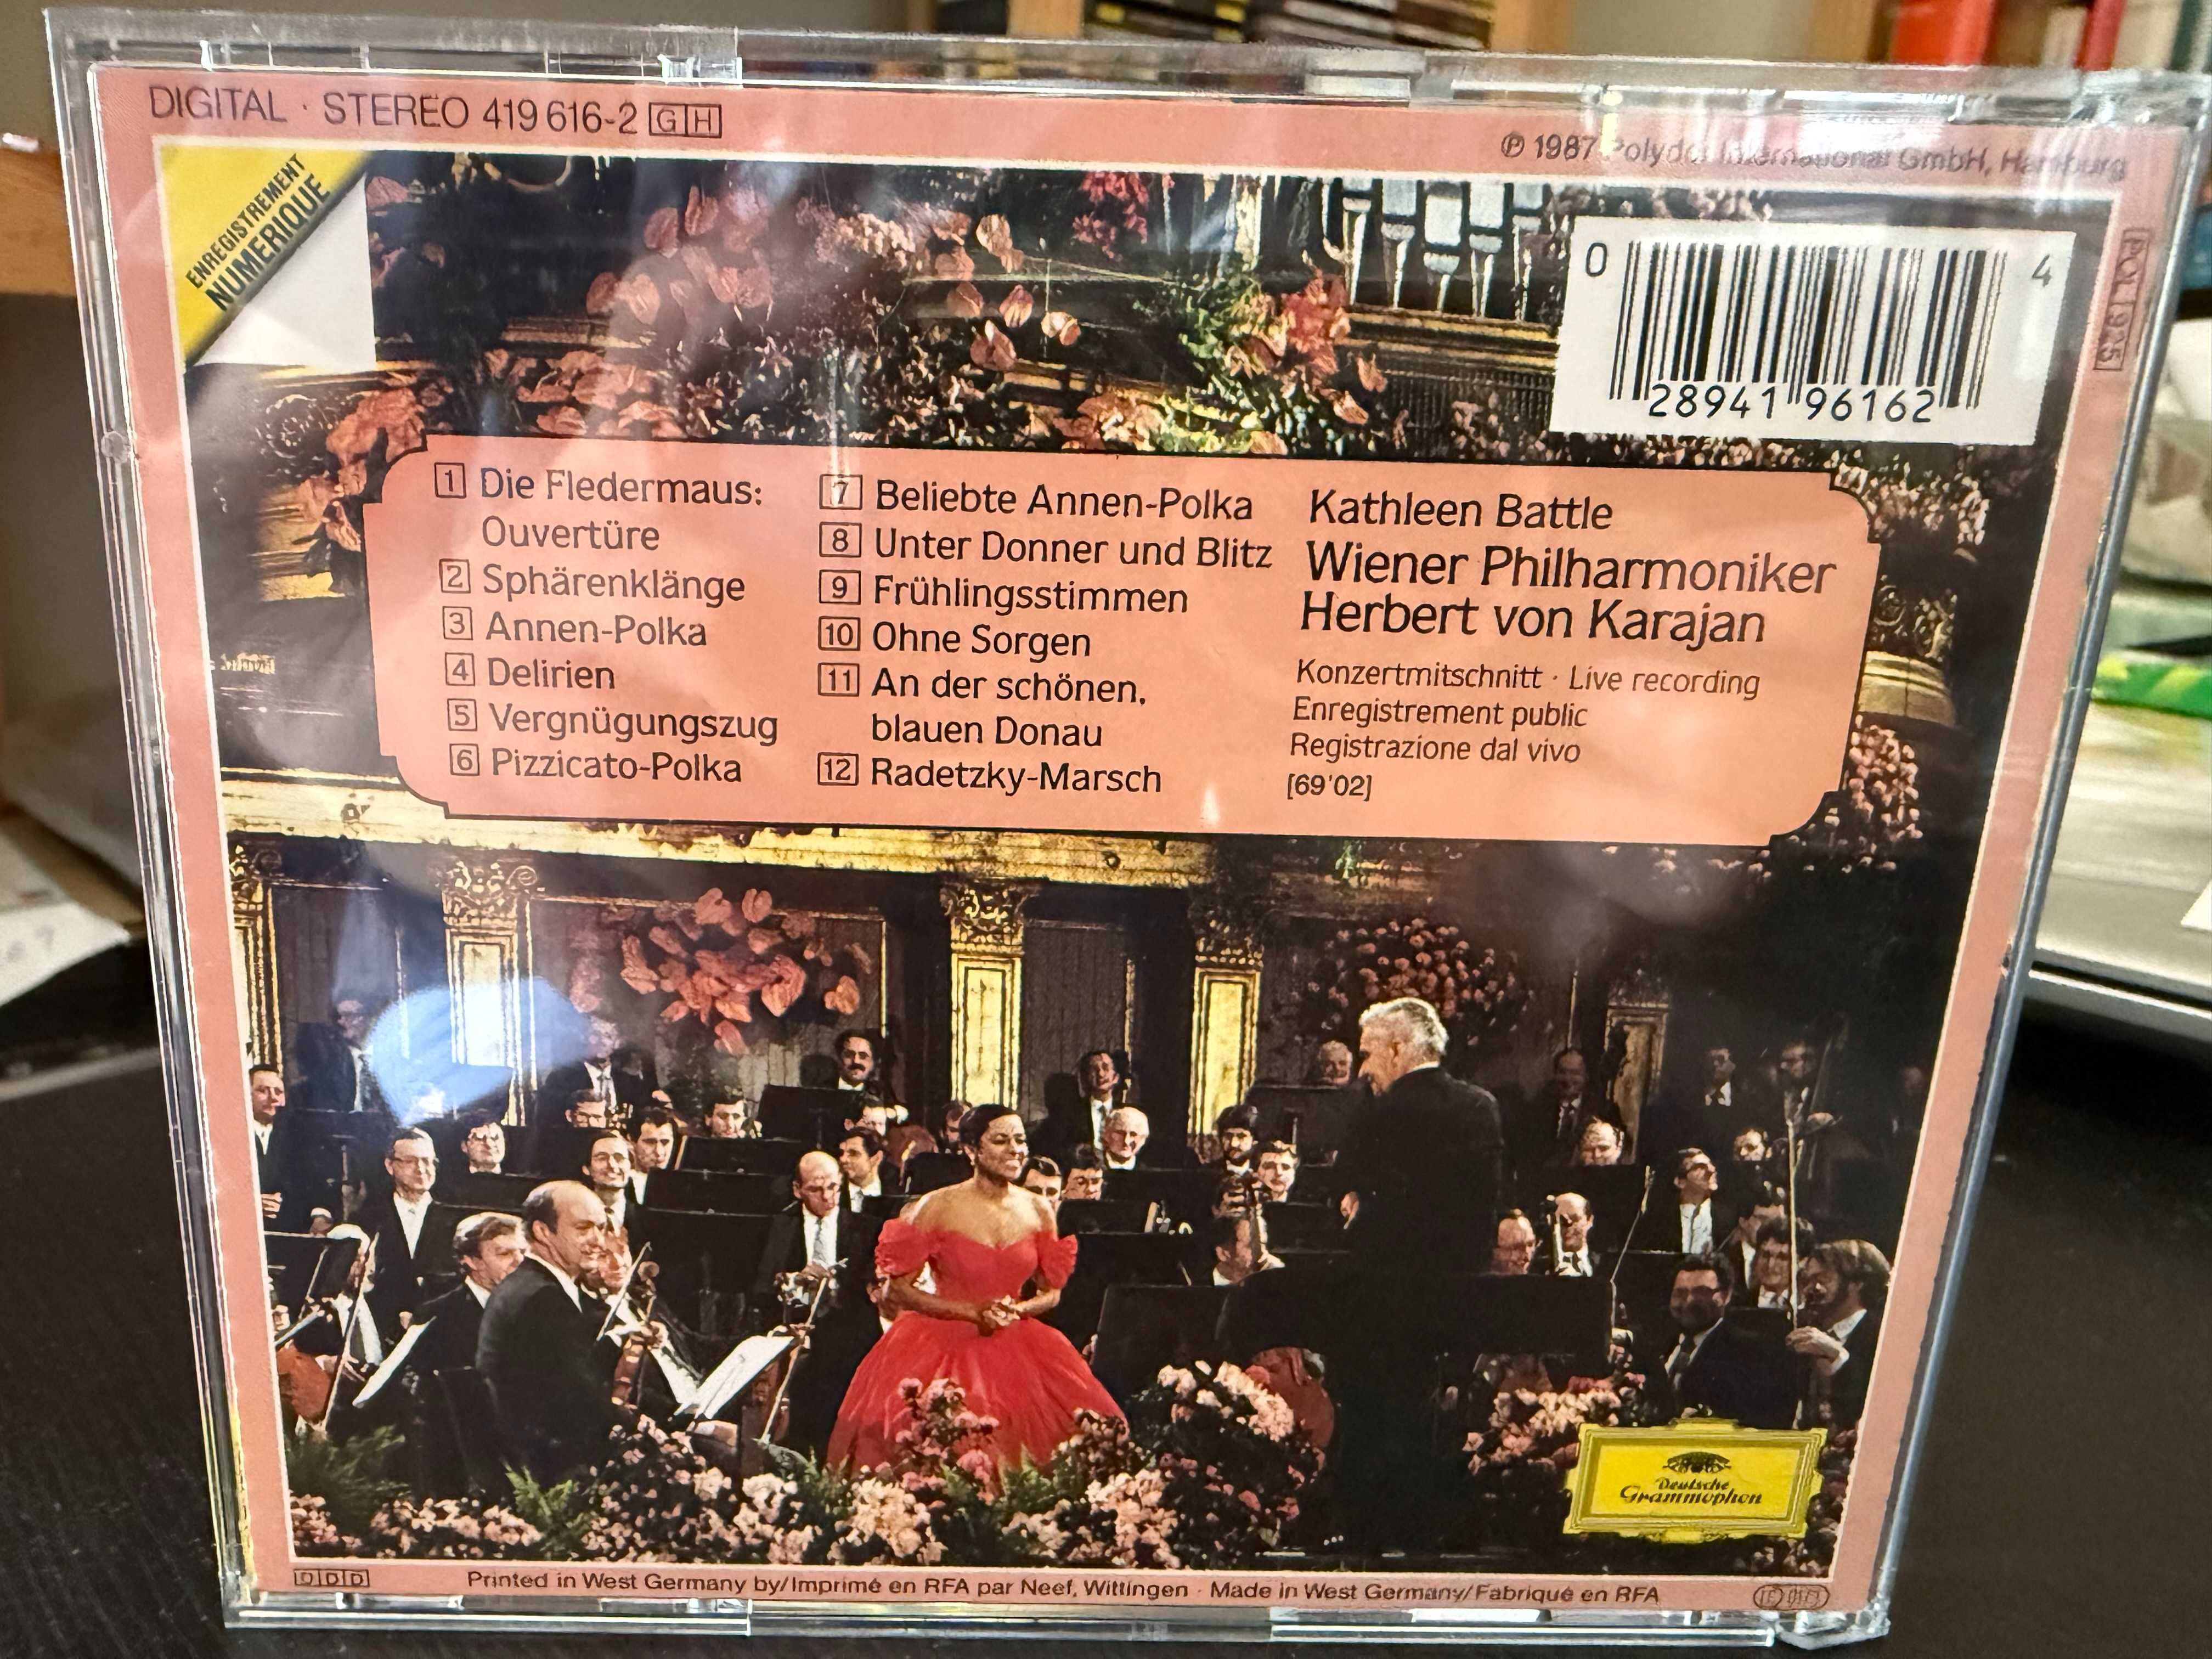 DIGITAL · STEREO 419 616-2 GH
℗ 1987 Polydor International GmbH, Hamburg
ENREGISTREMENT
NUMERIQUE
0 28941 96162 4
POL 925
1 Die Fledermaus:
Ouvertüre
2 Sphärenklänge
3 Annen-Polka
4 Delirien
5 Vergnügungszug
6 Pizzicato-Polka
7 Beliebte Annen-Polka
8 Unter Donner und Blitz
9 Frühlingsstimmen
10 Ohne Sorgen
11 An der schönen,
blauen Donau
12 Radetzky-Marsch
Kathleen Battle
Wiener Philharmoniker
Herbert von Karajan
Konzertmitschnitt · Live recording
Enregistrement public
Registrazione dal vivo
[69'02]
Deutsche
Grammophon
DDD
Printed in West Germany by/Imprimé en RFA par Neef, Wittingen · Made in West Germany/Fabriqué en RFA